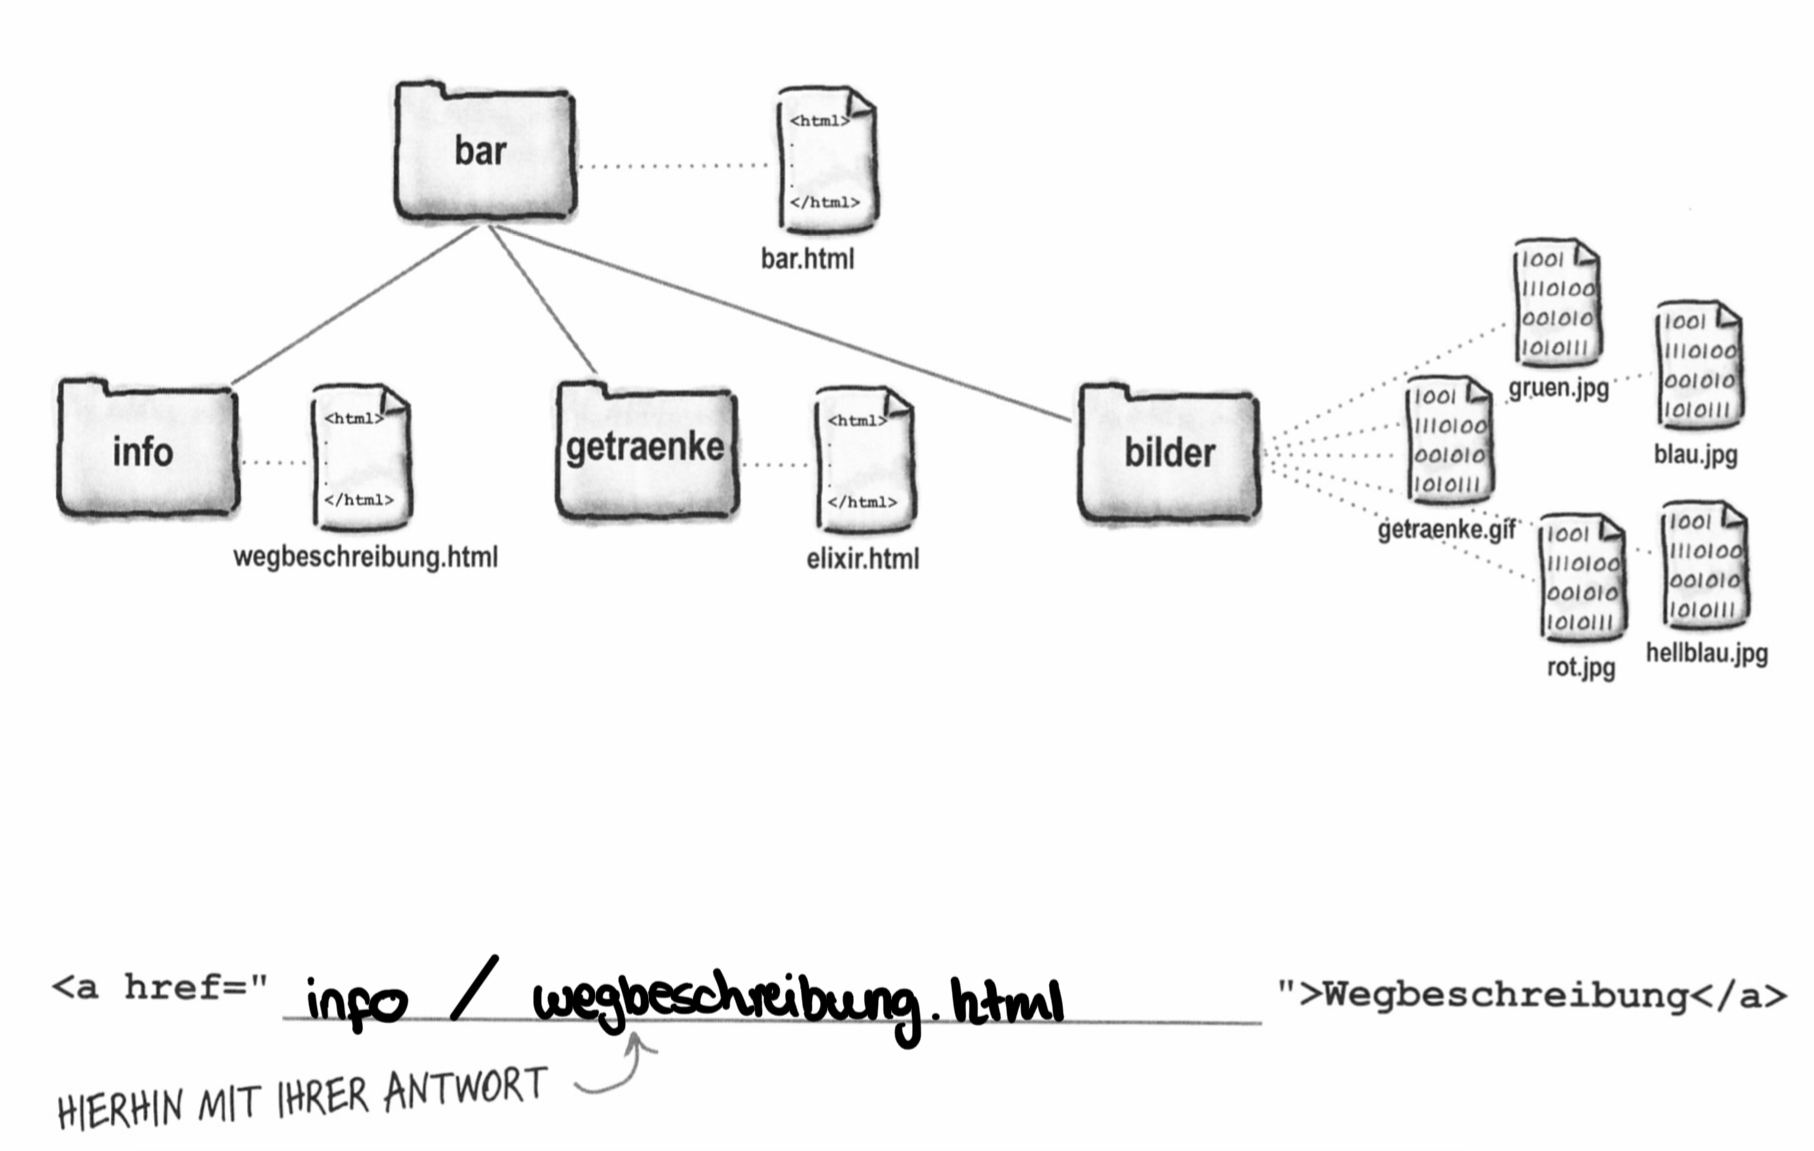 bar
<html>
.
.
.
</html>
bar.html
info
<html>
.
.
.
</html>
wegbeschreibung.html
getraenke
<html>
.
.
.
</html>
elixir.html
bilder
1001
1110100
001010
1010111
gruen.jpg
1001
1110100
001010
1010111
blau.jpg
1001
1110100
001010
1010111
getraenke.gif
1001
1110100
001010
1010111
rot.jpg
1001
1110100
001010
1010111
hellblau.jpg
<a href=" info / wegbeschreibung.html ">Wegbeschreibung</a>
HIERHIN MIT IHRER ANTWORT